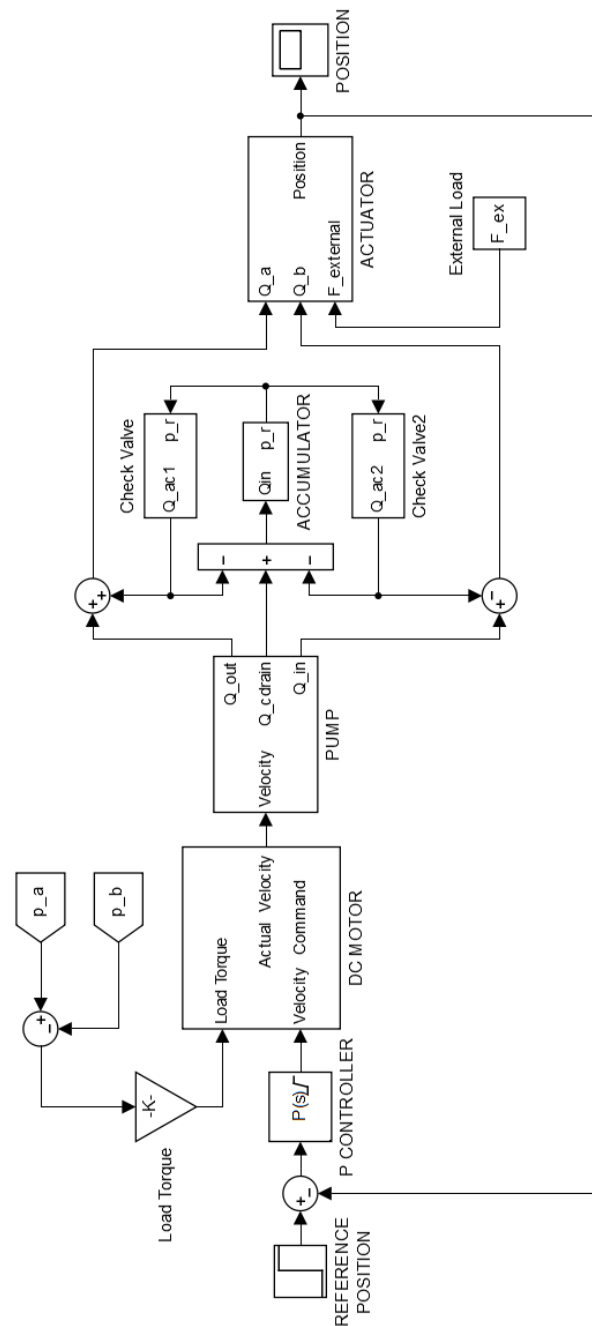 REFERENCE
POSITION
+
−
P(s)
P CONTROLLER
Load Torque
-K-
−
+
p_a
p_b
Load Torque
Velocity Command
Actual Velocity
DC MOTOR
Velocity
Q_out
Q_cdrain
Q_in
PUMP
+
+
−
+
−
+
−
Check Valve
Q_ac1 p_r
Qin p_r
ACCUMULATOR
Q_ac2 p_r
Check Valve2
Q_a
Q_b
F_external
Position
ACTUATOR
External Load
F_ex
POSITION